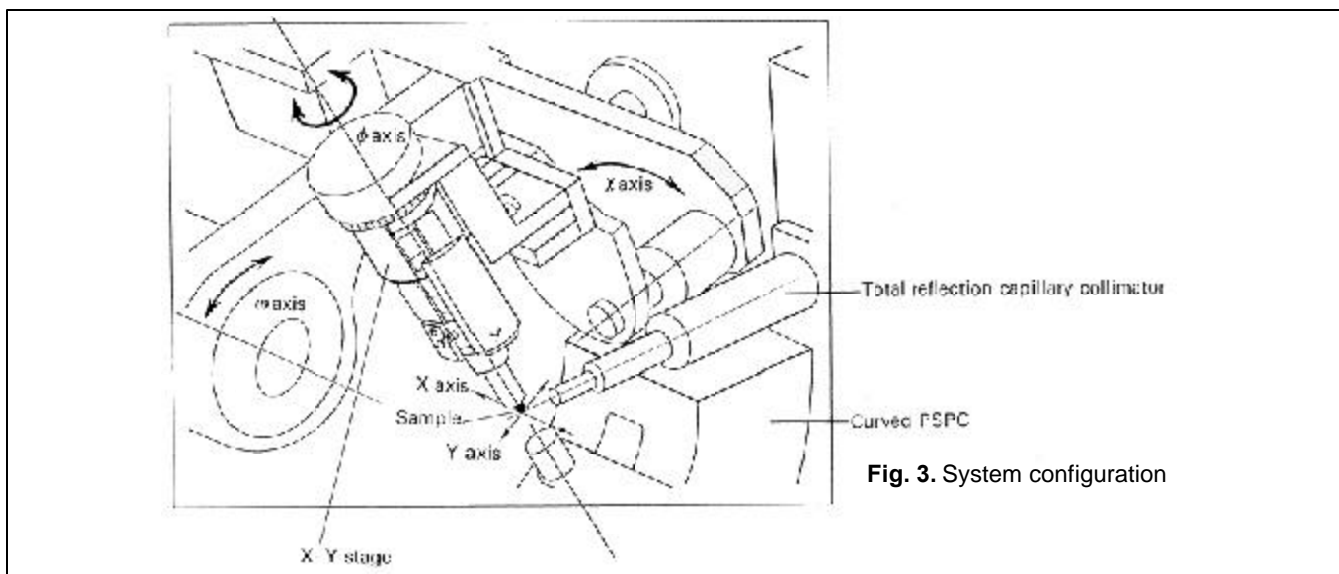 φ axis
χ axis
Total reflection capillary collimator
ω axis
X axis
Sample
Y axis
Curved PSPC
Fig. 3. System configuration
X Y stage